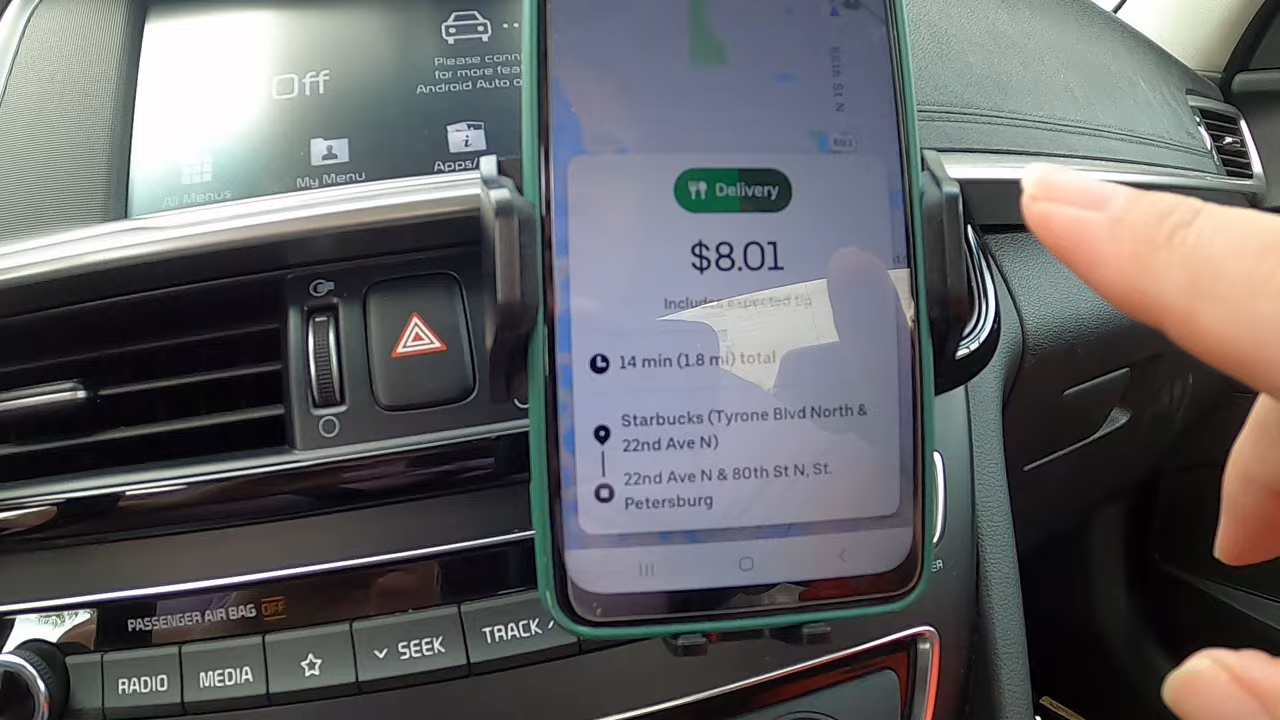 Off
Please conn
for more fea
Android Auto o
All Menus
My Menu
Apps/
Delivery
$8.01
Includes expected tip
14 min (1.8 mi) total
Starbucks (Tyrone Blvd North &
22nd Ave N)
22nd Ave N & 80th St N, St.
Petersburg
PASSENGER AIR BAG OFF
RADIO
MEDIA
SEEK
TRACK
ER